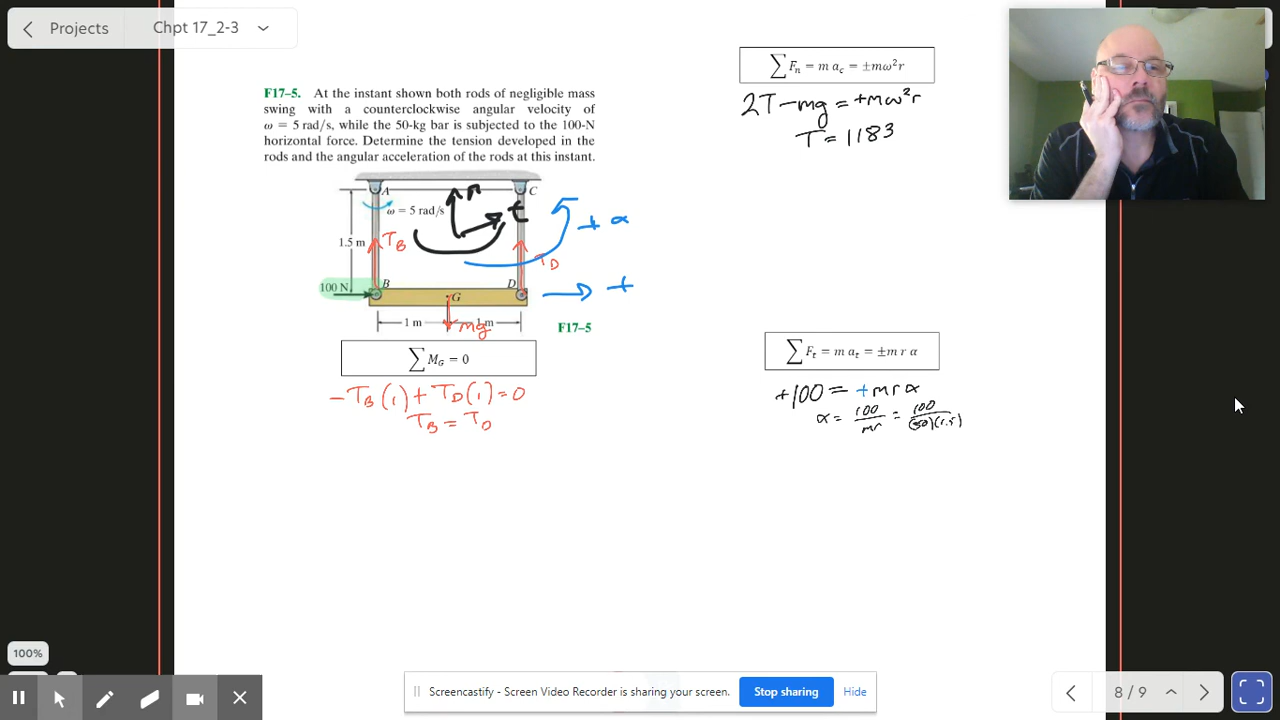 Projects
Chpt 17_2-3
F17–5. At the instant shown both rods of negligible mass
swing with a counterclockwise angular velocity of
ω = 5 rad/s, while the 50-kg bar is subjected to the 100-N
horizontal force. Determine the tension developed in the
rods and the angular acceleration of the rods at this instant.
A
C
ω = 5 rad/s
n
t
1.5 m
T_B
T_D
+ α
100 N
B
D
G
+
1 m
1 m
mg
F17–5
∑ M_G = 0
-T_B(1) + T_D(1) = 0
T_B = T_D
∑ F_n = m a_c = ±mω²r
2T - mg = +mω²r
T = 1183
∑ F_t = m a_t = ±m r α
+100 = +mrα
α = 100/mr = 100/(50)(1.5)
100%
Screencastify - Screen Video Recorder is sharing your screen.
Stop sharing
Hide
8 / 9